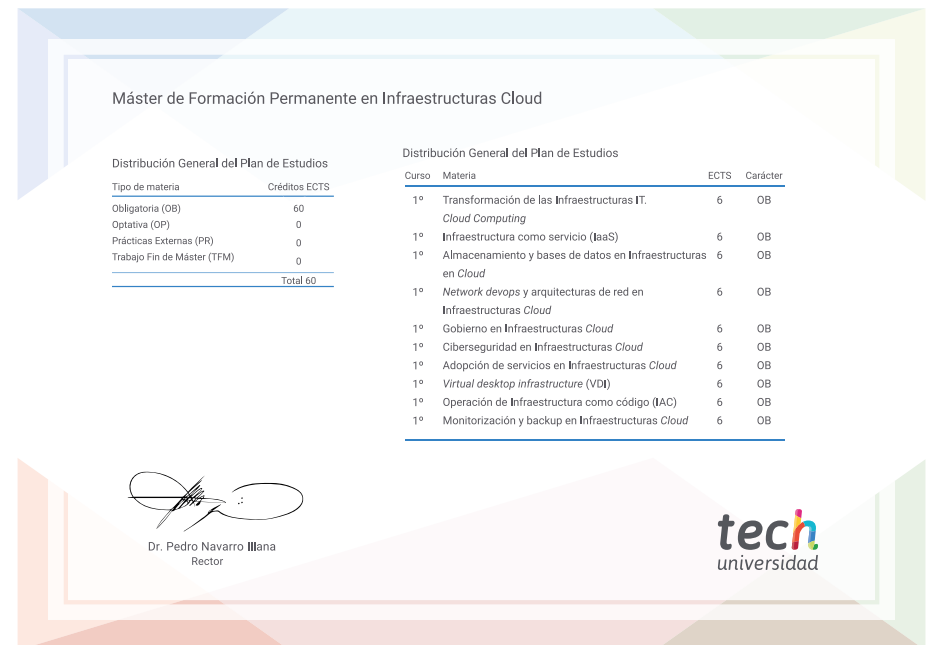 Máster de Formación Permanente en Infraestructuras Cloud
Distribución General del Plan de Estudios
Tipo de materia Créditos ECTS
Obligatoria (OB) 60
Optativa (OP) 0
Prácticas Externas (PR) 0
Trabajo Fin de Máster (TFM) 0
Total 60
Distribución General del Plan de Estudios
Curso Materia ECTS Carácter
1º Transformación de las Infraestructuras IT. 6 OB
Cloud Computing
1º Infraestructura como servicio (IaaS) 6 OB
1º Almacenamiento y bases de datos en Infraestructuras 6 OB
en Cloud
1º Network devops y arquitecturas de red en 6 OB
Infraestructuras Cloud
1º Gobierno en Infraestructuras Cloud 6 OB
1º Ciberseguridad en Infraestructuras Cloud 6 OB
1º Adopción de servicios en Infraestructuras Cloud 6 OB
1º Virtual desktop infrastructure (VDI) 6 OB
1º Operación de Infraestructura como código (IAC) 6 OB
1º Monitorización y backup en Infraestructuras Cloud 6 OB
Dr. Pedro Navarro Illana
Rector
tech
universidad